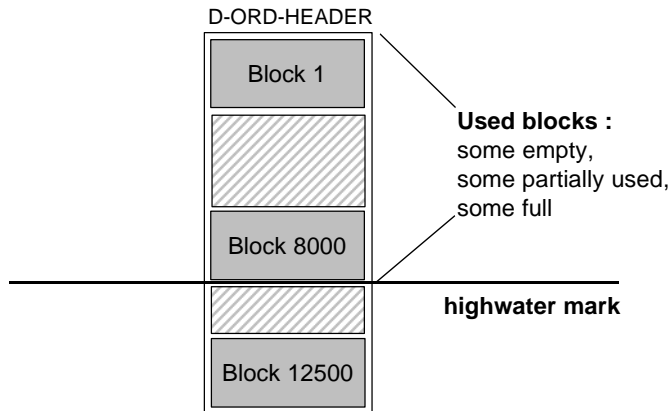 D-ORD-HEADER
Block 1
Used blocks :
some empty,
some partially used,
some full
Block 8000
highwater mark
Block 12500